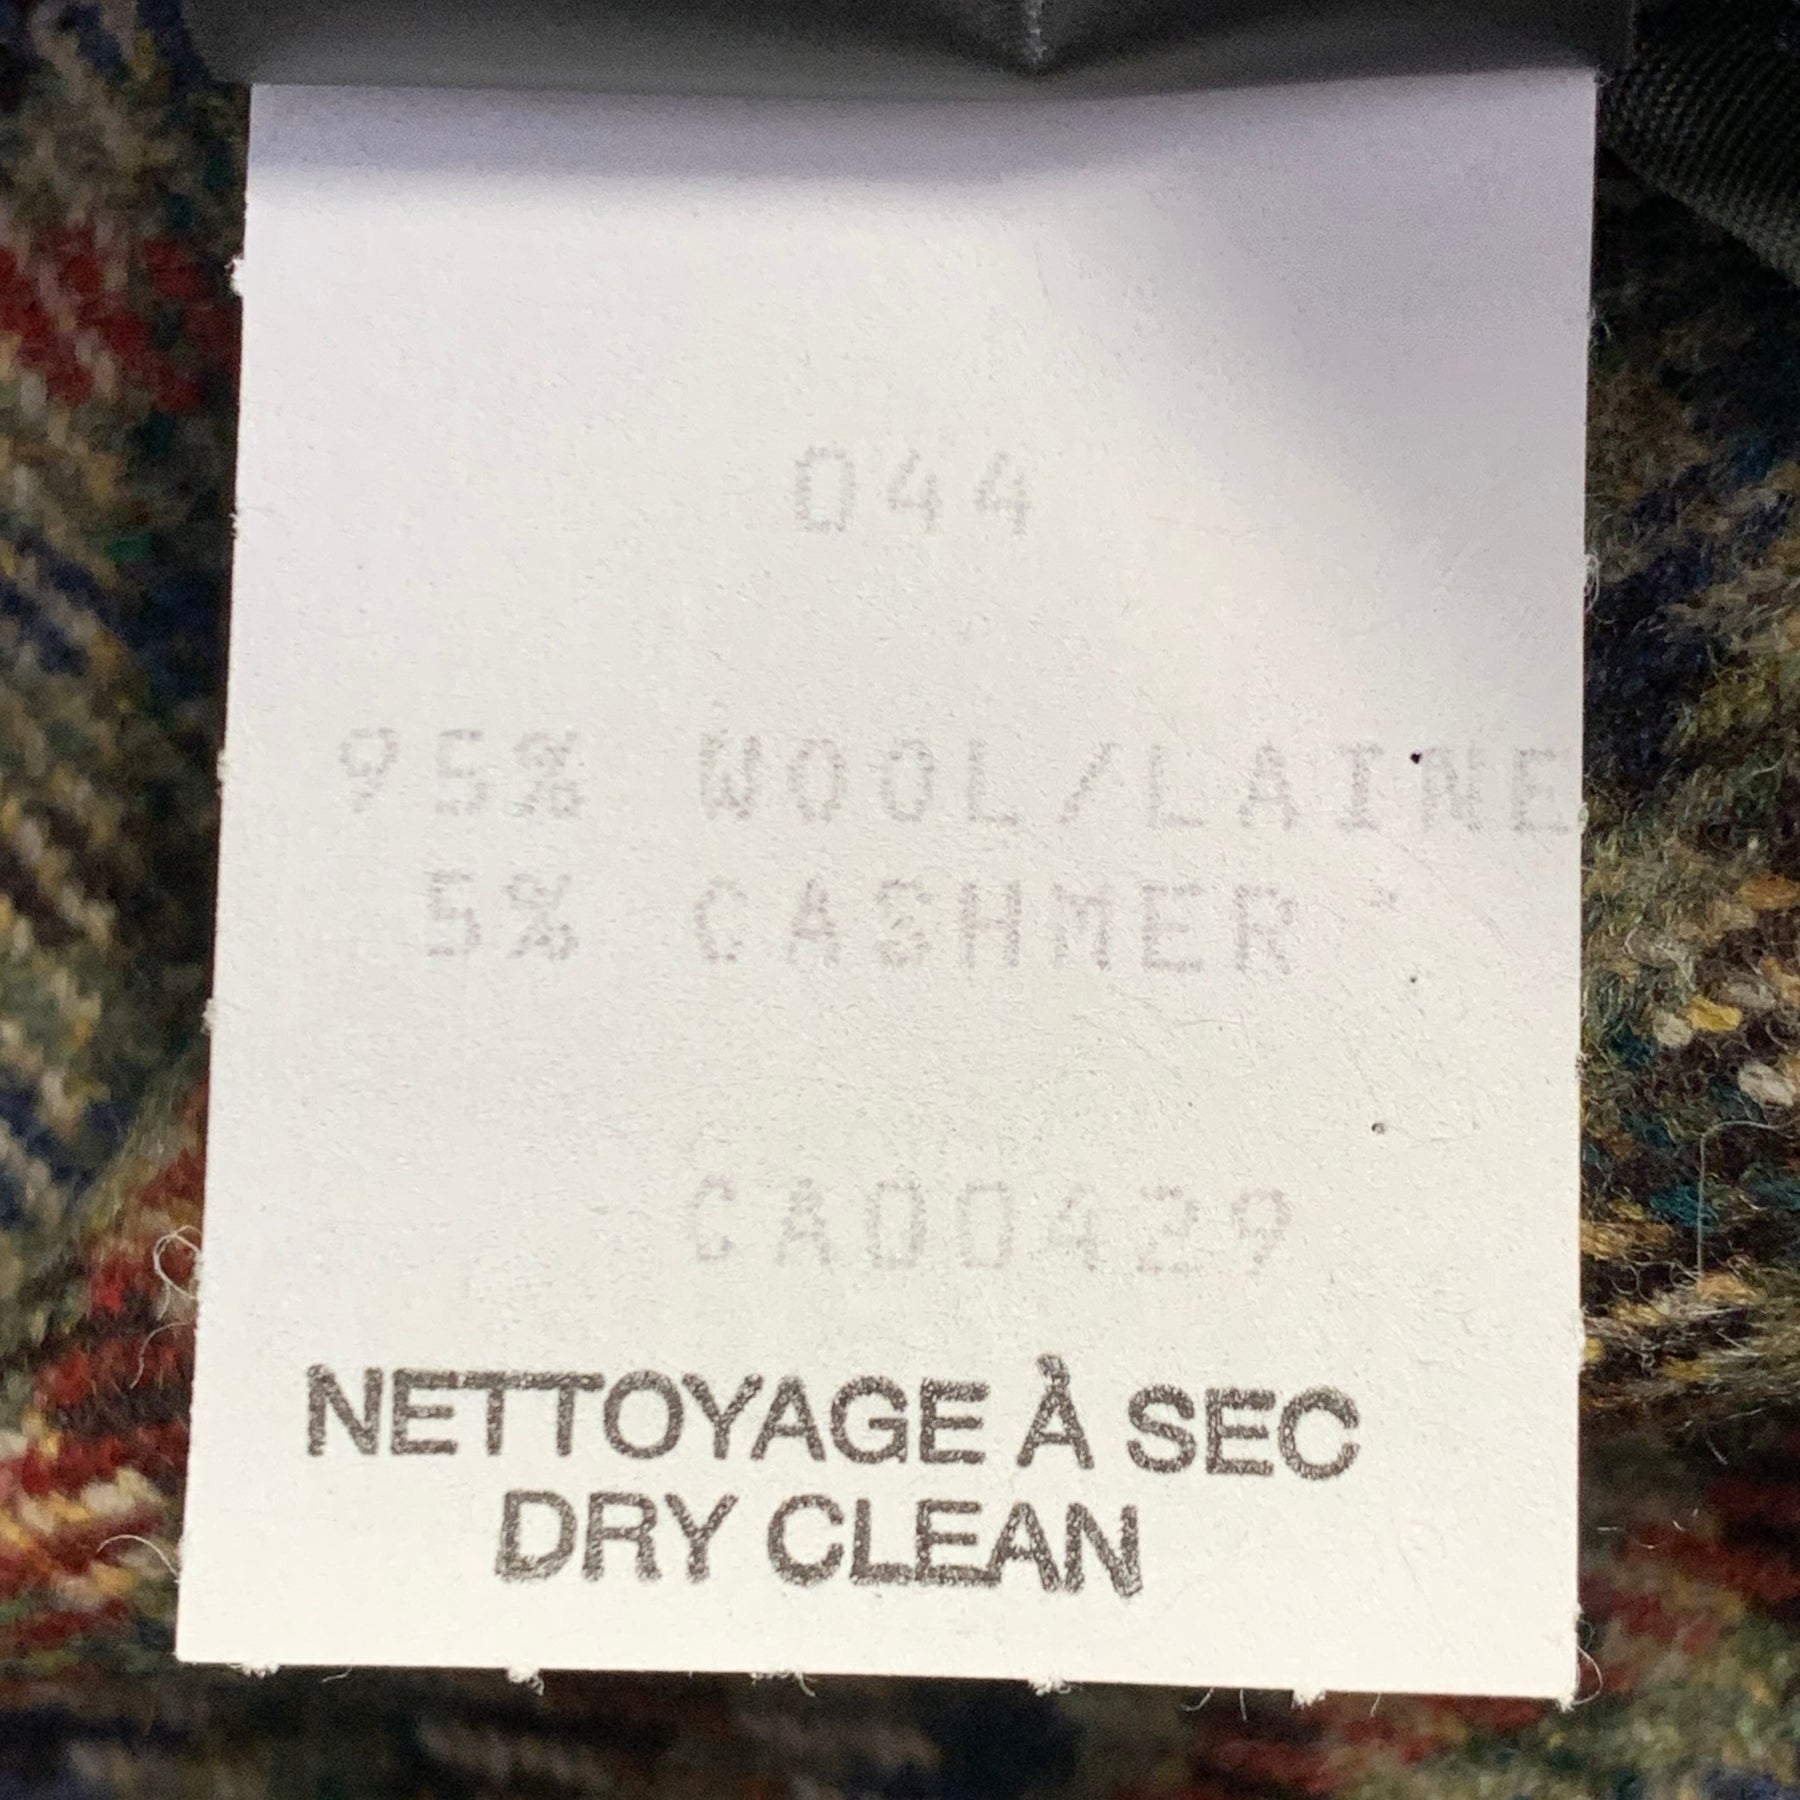 044
95% WOOL/LAINE
5% CASHMER
CA00429
NETTOYAGE À SEC
DRY CLEAN